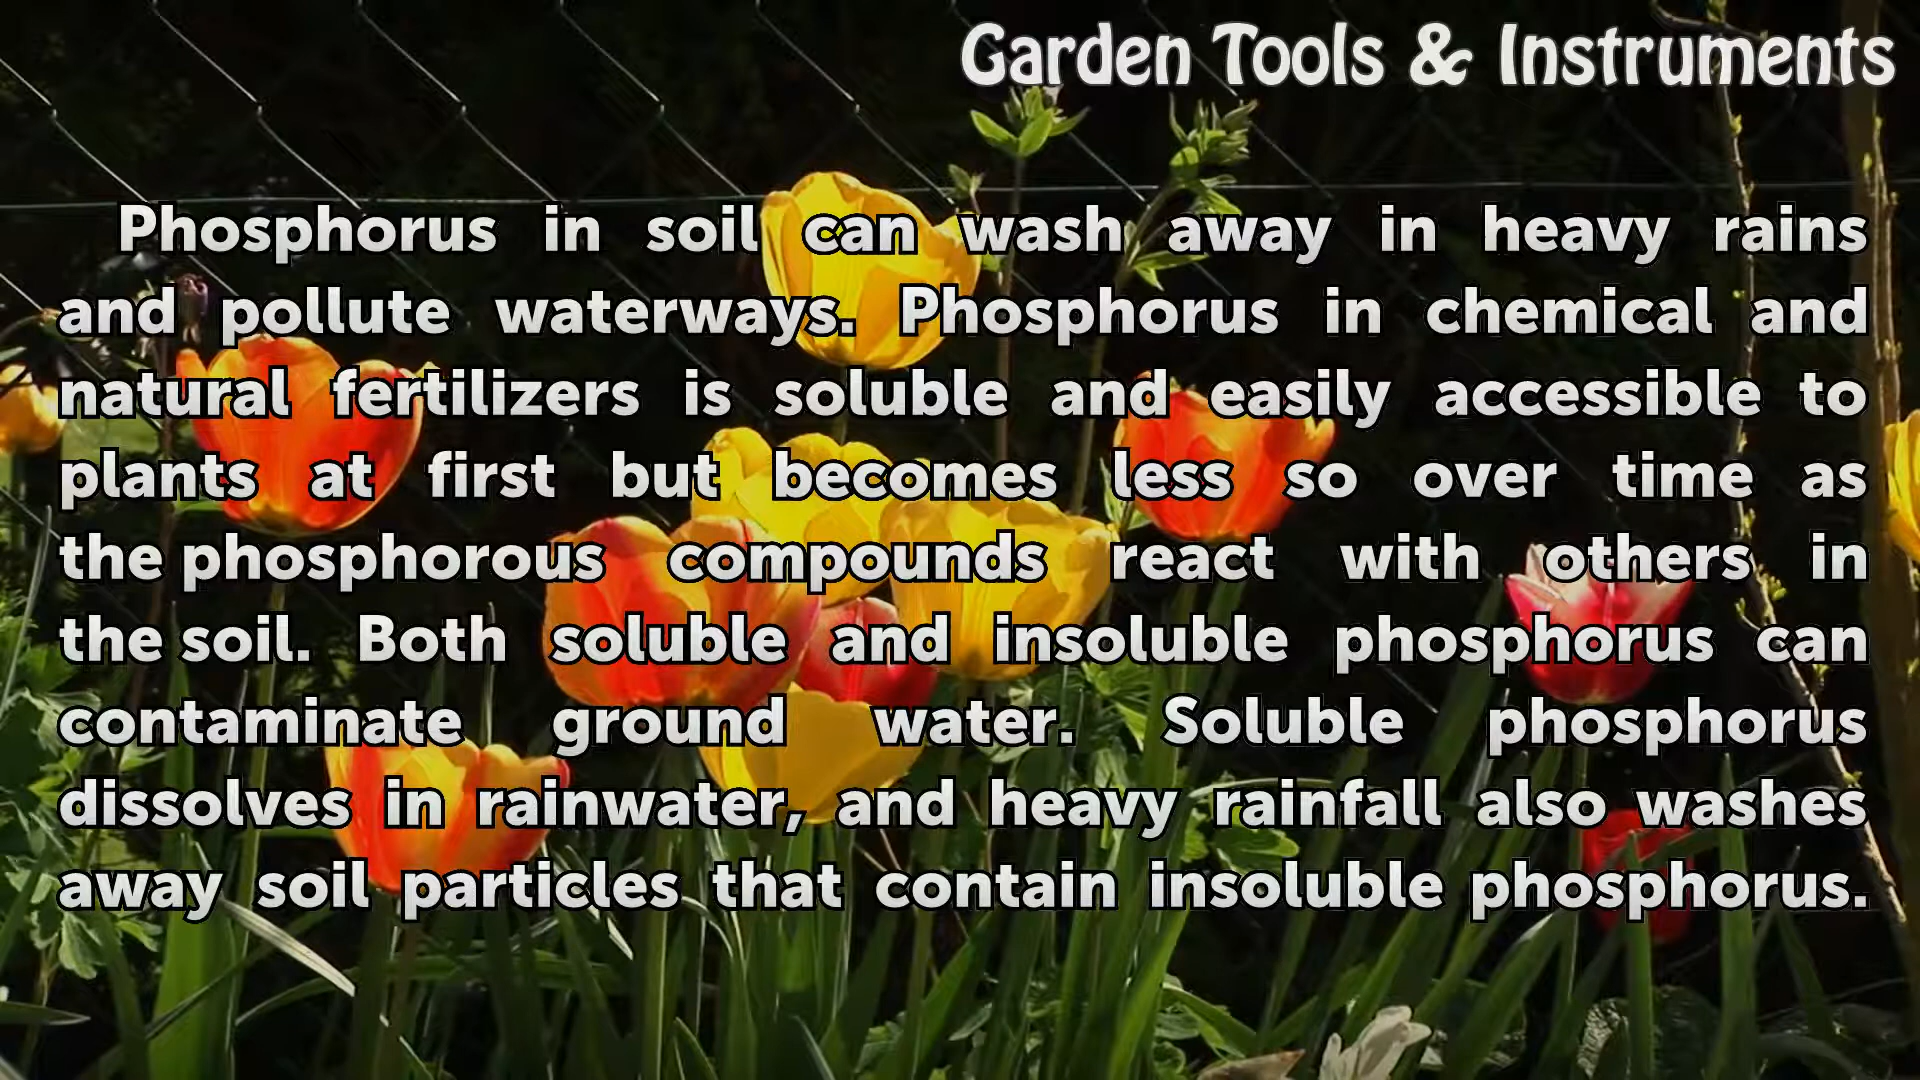 Garden Tools & Instruments
Phosphorus in soil can wash away in heavy rains
and pollute waterways. Phosphorus in chemical and
natural fertilizers is soluble and easily accessible to
plants at first but becomes less so over time as
the phosphorous compounds react with others in
the soil. Both soluble and insoluble phosphorus can
contaminate ground water. Soluble phosphorus
dissolves in rainwater, and heavy rainfall also washes
away soil particles that contain insoluble phosphorus.